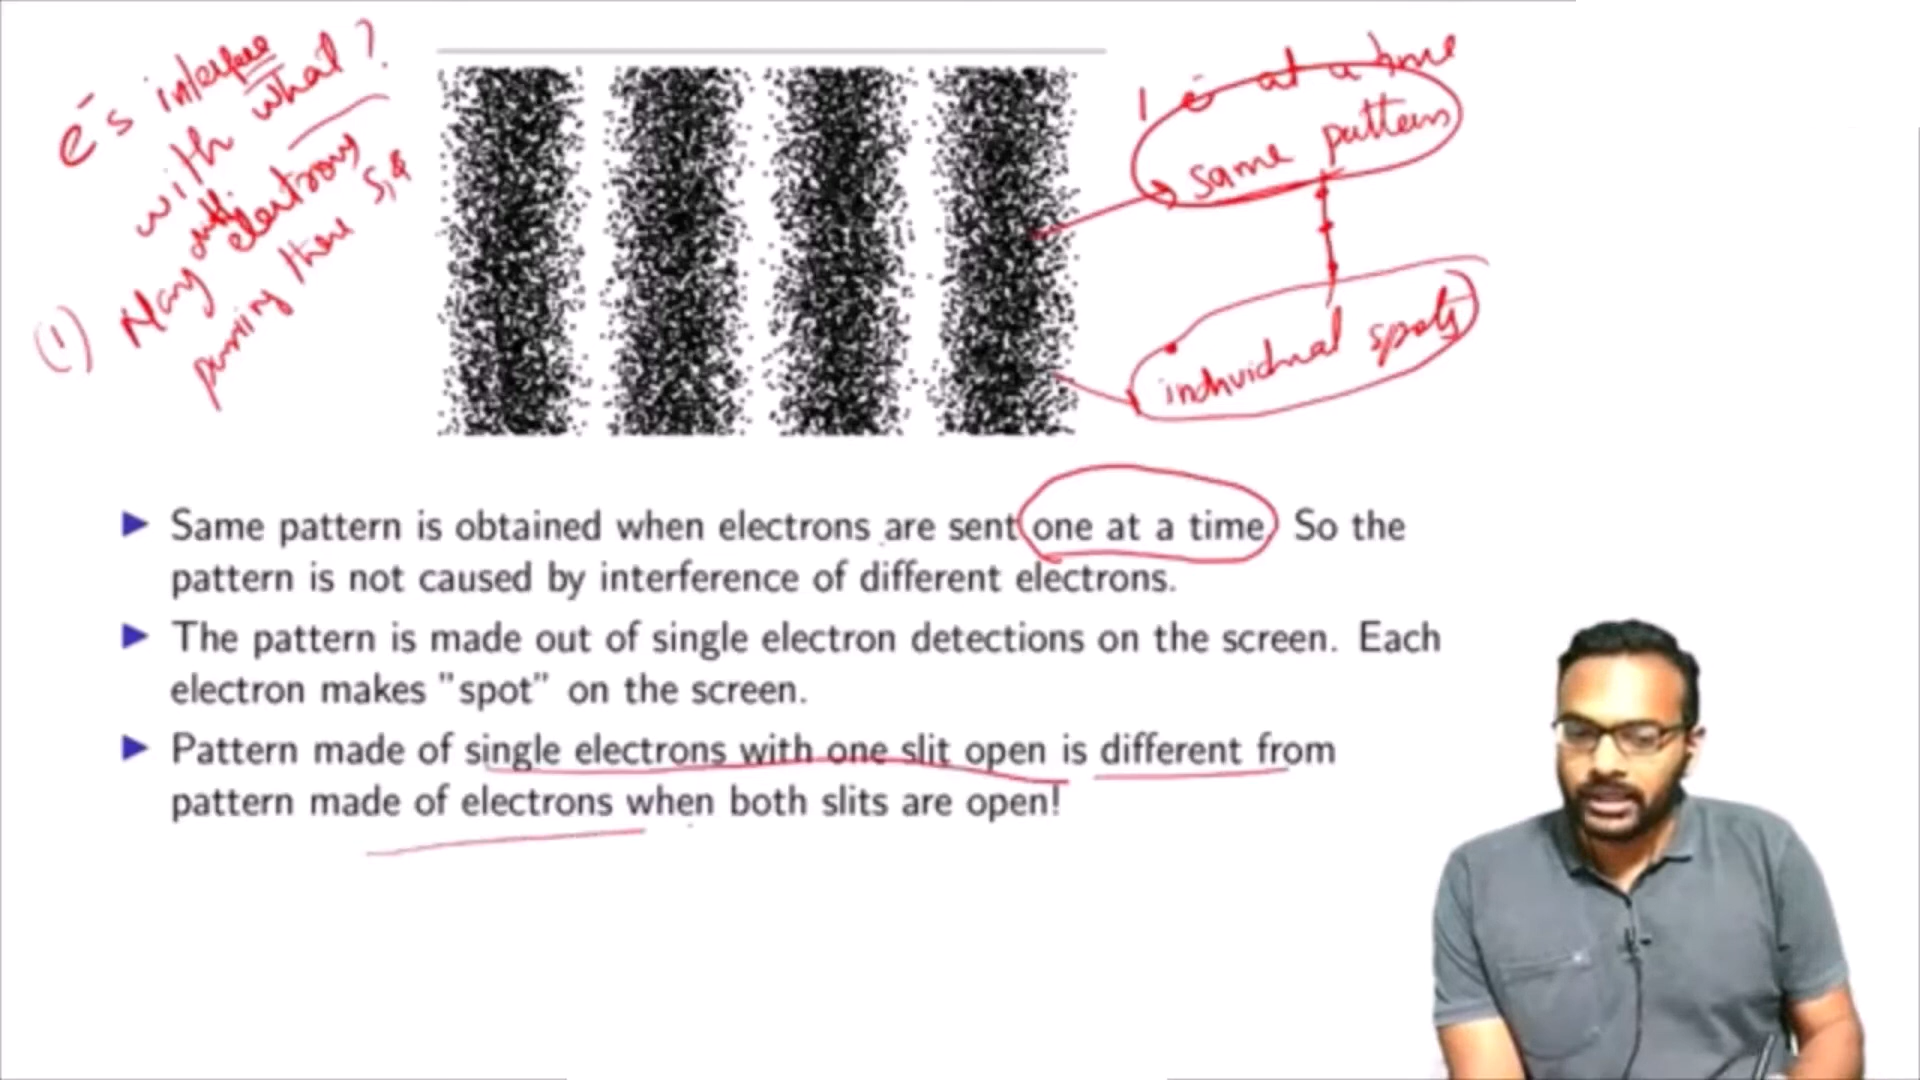 e⁻s interfere
with what?
(1) Many electrons
passing
1 e⁻ at a time
same pattern
individual spots
▶ Same pattern is obtained when electrons are sent one at a time. So the
pattern is not caused by interference of different electrons.
▶ The pattern is made out of single electron detections on the screen. Each
electron makes "spot" on the screen.
▶ Pattern made of single electrons with one slit open is different from
pattern made of electrons when both slits are open!